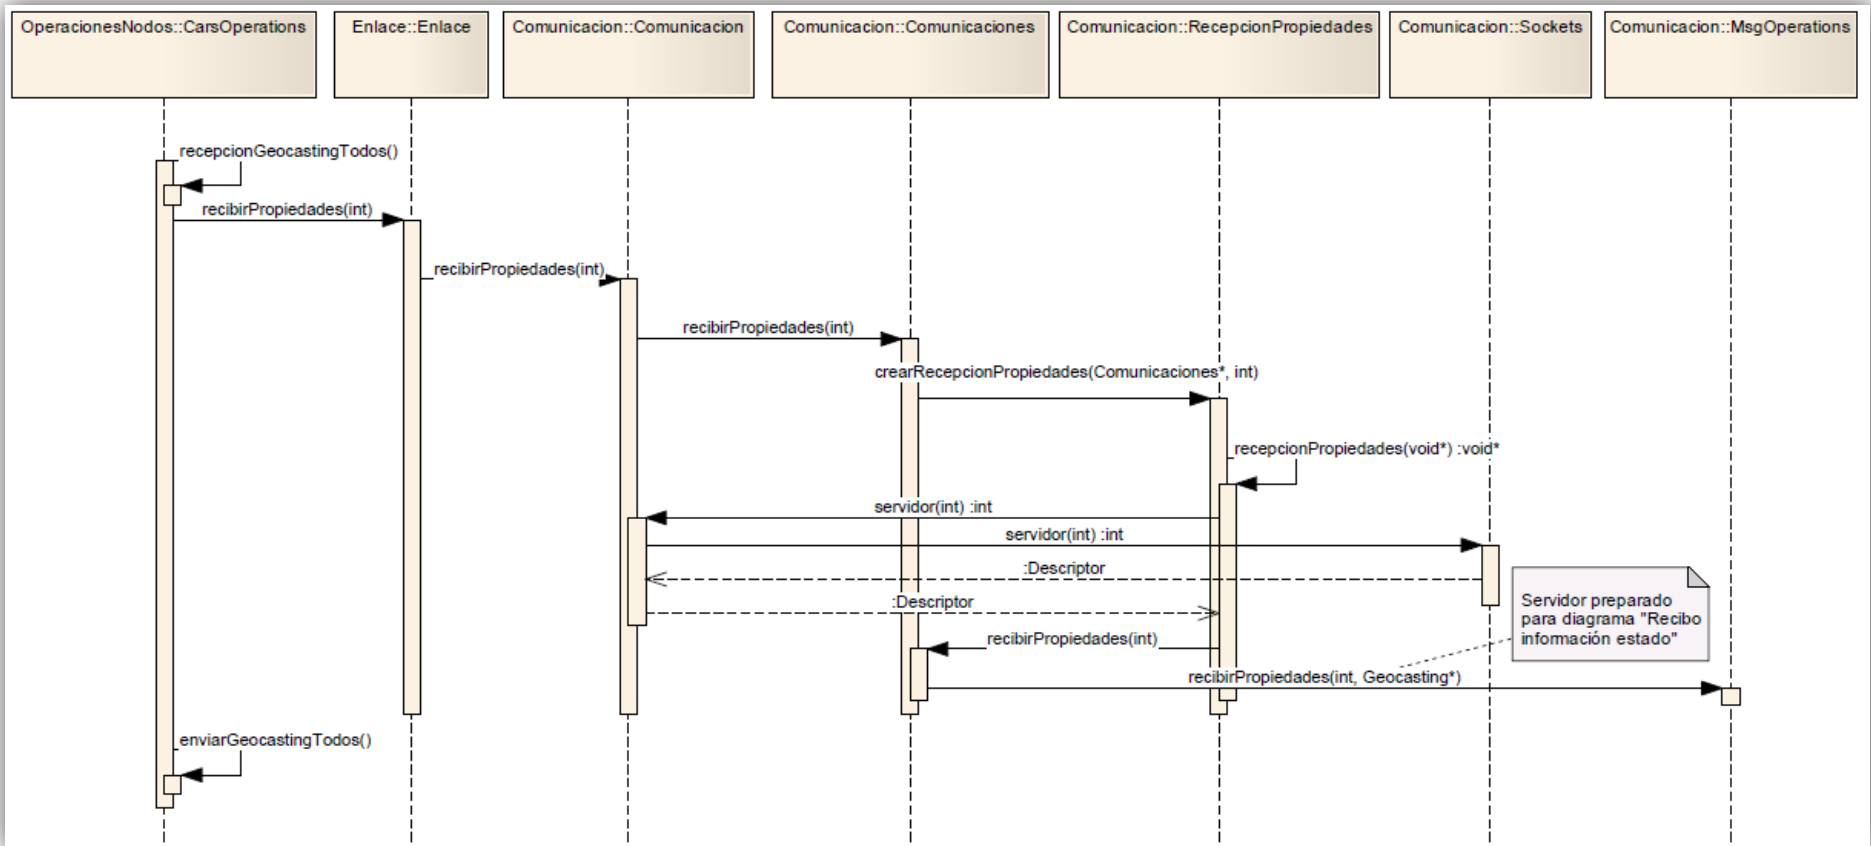 OperacionesNodos::CarsOperations
Enlace::Enlace
Comunicacion::Comunicacion
Comunicacion::Comunicaciones
Comunicacion::RecepcionPropiedades
Comunicacion::Sockets
Comunicacion::MsgOperations
recepcionGeocastingTodos()
recibirPropiedades(int)
recibirPropiedades(int)
recibirPropiedades(int)
crearRecepcionPropiedades(Comunicaciones*, int)
recepcionPropiedades(void*) :void*
servidor(int) :int
servidor(int) :int
:Descriptor
:Descriptor
Servidor preparado
para diagrama "Recibo
información estado"
recibirPropiedades(int)
recibirPropiedades(int, Geocasting*)
enviarGeocastingTodos()